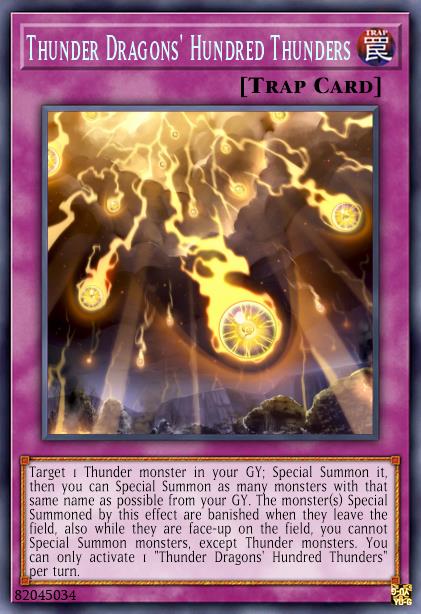 Thunder Dragons' Hundred Thunders
TRAP
罠
[Trap Card]
Target 1 Thunder monster in your GY; Special Summon it,
then you can Special Summon as many monsters with that
same name as possible from your GY. The monster(s) Special
Summoned by this effect are banished when they leave the
field, also while they are face-up on the field, you cannot
Special Summon monsters, except Thunder monsters. You
can only activate 1 "Thunder Dragons' Hundred Thunders"
per turn.
82045034